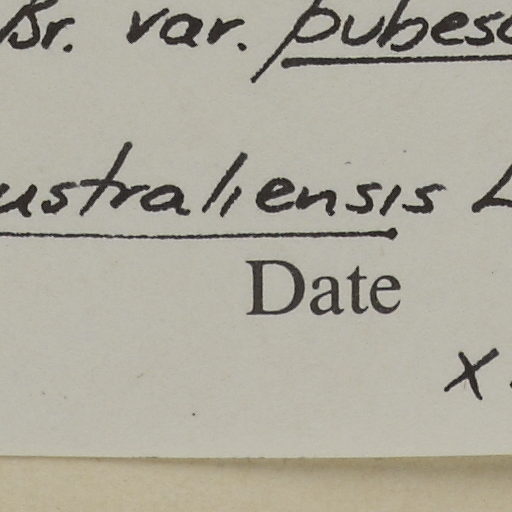 Br. var. pubesc
ustraliensis L
Date
x